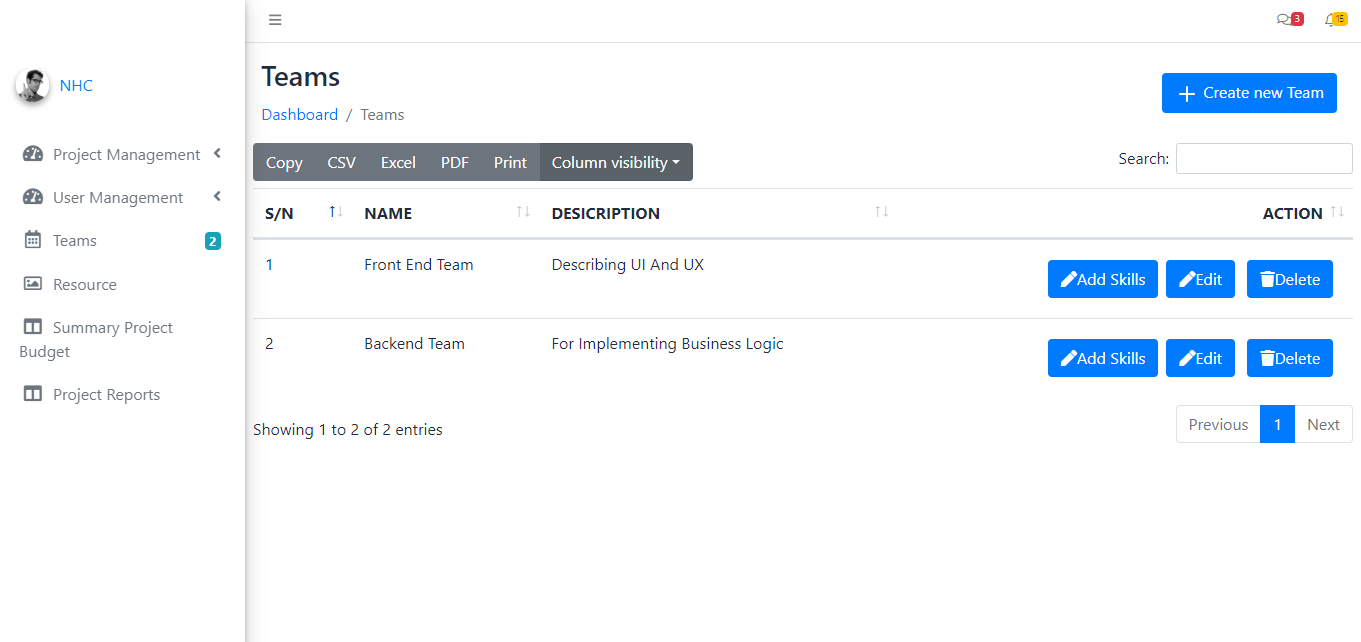 3 15
NHC
Project Management
User Management
Teams 2
Resource
Summary Project
Budget
Project Reports
Teams
Dashboard / Teams
Create new Team
Copy CSV Excel PDF Print Column visibility
Search:
S/N NAME DESICRIPTION ACTION
1 Front End Team Describing UI And UX Add Skills Edit Delete
2 Backend Team For Implementing Business Logic Add Skills Edit Delete
Showing 1 to 2 of 2 entries
Previous 1 Next